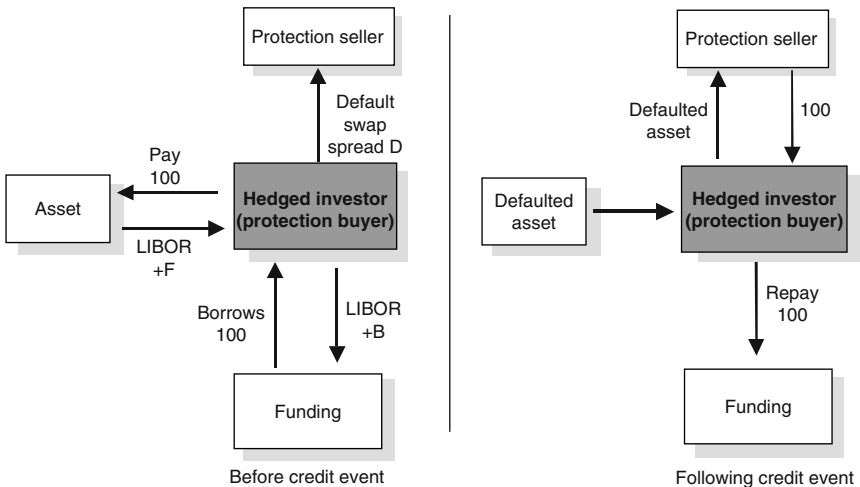 Protection seller
Default
swap
spread D
Pay
100
Asset
Hedged investor
(protection buyer)
LIBOR
+F
Borrows
100
LIBOR
+B
Funding
Before credit event
Protection seller
Defaulted
asset
100
Defaulted
asset
Hedged investor
(protection buyer)
Repay
100
Funding
Following credit event